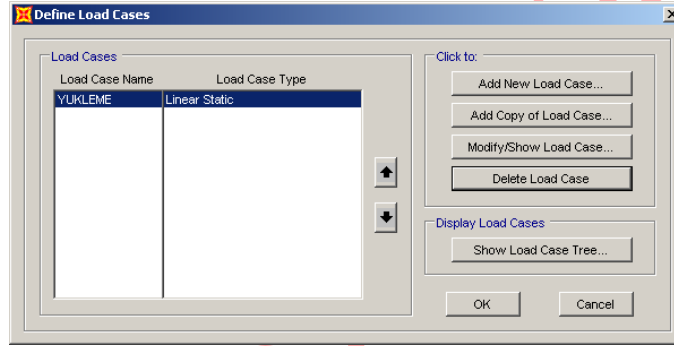 Define Load Cases
Load Cases
Load Case Name Load Case Type
YUKLEME Linear Static
Click to:
Add New Load Case...
Add Copy of Load Case...
Modify/Show Load Case...
Delete Load Case
Display Load Cases
Show Load Case Tree...
OK Cancel